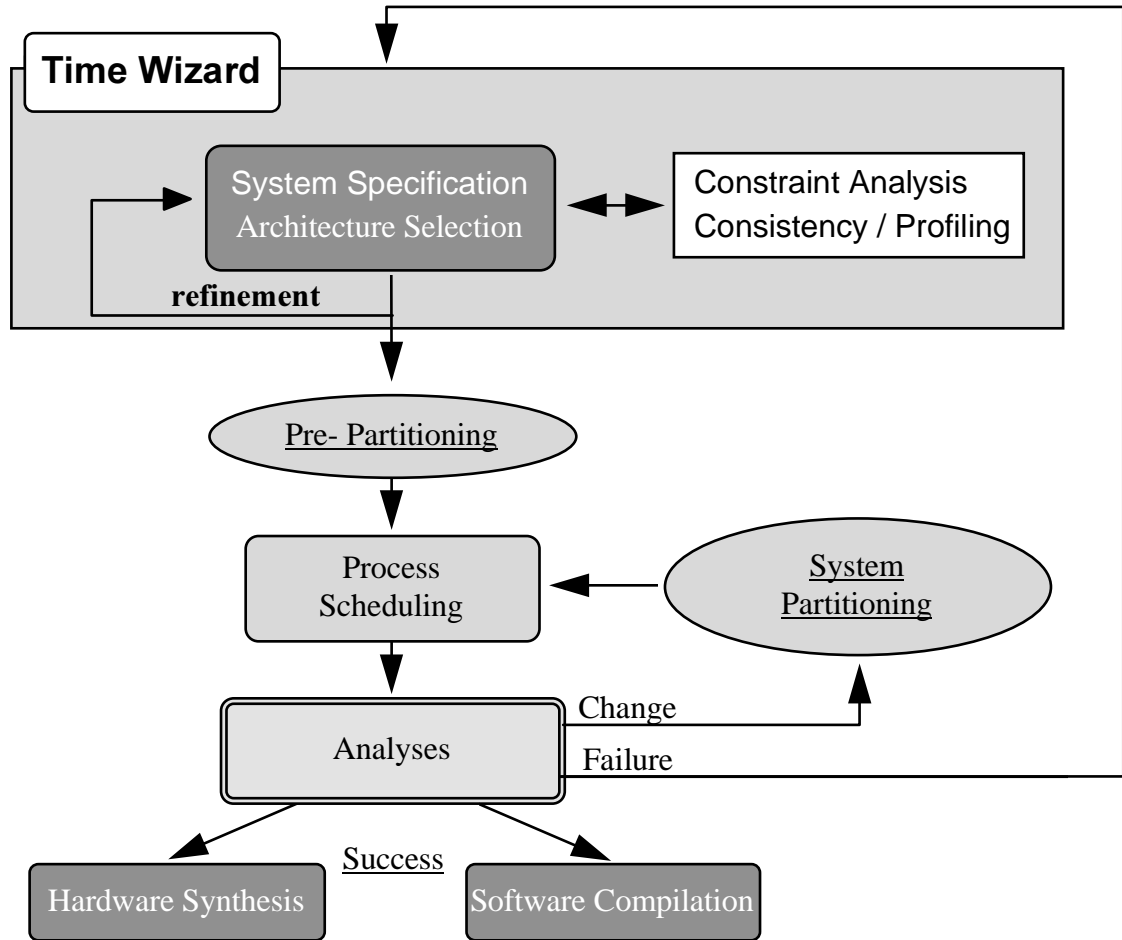 Time Wizard
System Specification
Architecture Selection
Constraint Analysis
Consistency / Profiling
refinement
Pre- Partitioning
Process
Scheduling
System
Partitioning
Change
Analyses
Failure
Success
Hardware Synthesis
Software Compilation